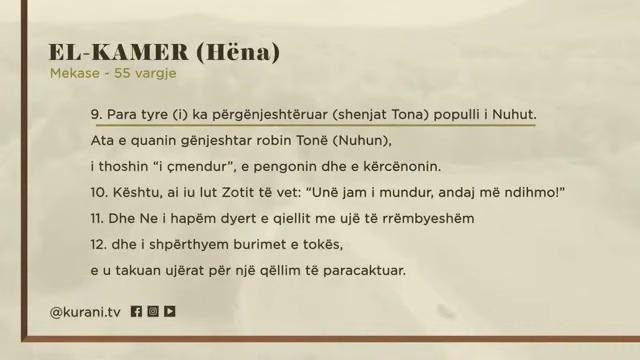 EL-KAMER (Hëna)
Mekase - 55 vargje
9. Para tyre (i) ka përgënjeshtëruar (shenjat Tona) populli i Nuhut.
Ata e quanin gënjeshtar robin Tonë (Nuhun),
i thoshin “i çmendur”, e pengonin dhe e kërcënonin.
10. Kështu, ai iu lut Zotit të vet: “Unë jam i mundur, andaj më ndihmo!”
11. Dhe Ne i hapëm dyert e qiellit me ujë të rrëmbyeshëm
12. dhe i shpërthyem burimet e tokës,
e u takuan ujërat për një qëllim të paracaktuar.
@kurani.tv